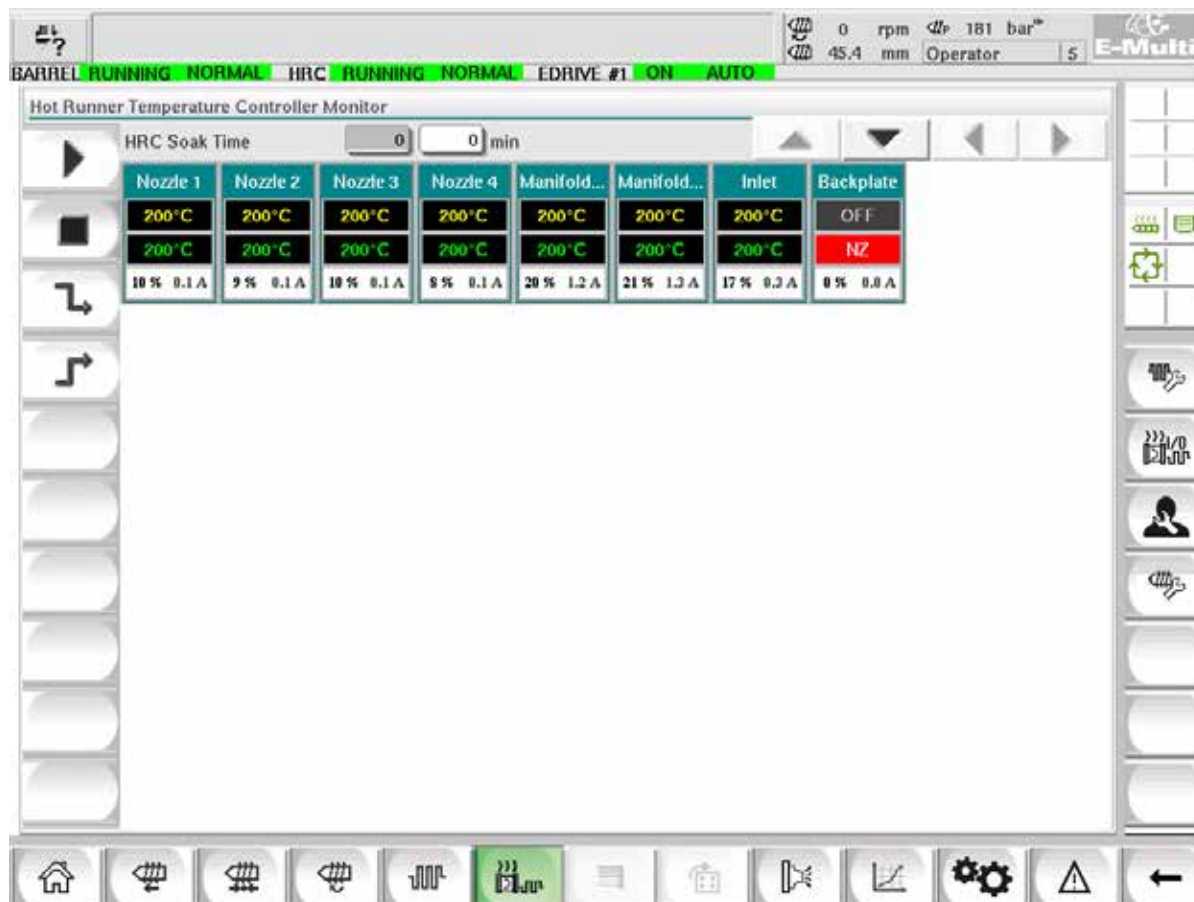 ?
0 rpm P 181 bar
45.4 mm Operator 5
E-Multi
BARREL RUNNING NORMAL HRC RUNNING NORMAL EDRIVE #1 ON AUTO
Hot Runner Temperature Controller Monitor
HRC Soak Time 0 0 min
Nozzle 1 Nozzle 2 Nozzle 3 Nozzle 4 Manifold... Manifold... Inlet Backplate
200°C 200°C 200°C 200°C 200°C 200°C 200°C OFF
200°C 200°C 200°C 200°C 200°C 200°C 200°C NZ
10 % 0.1 A 9 % 0.1 A 10 % 0.1 A 8 % 0.1 A 20 % 1.2 A 21 % 1.3 A 17 % 0.3 A 0 % 0.0 A
I/O